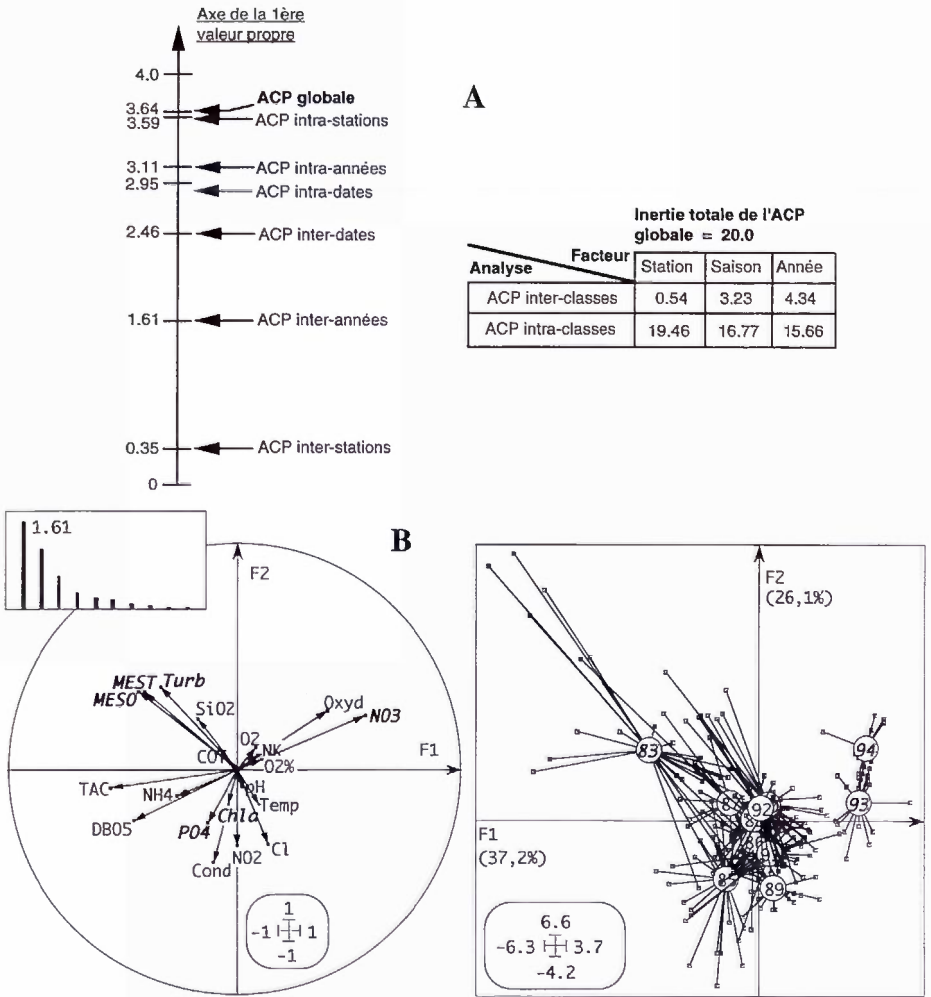 Axe de la 1ère
valeur propre
4.0
3.64
ACP globale
3.59
ACP intra-stations
3.11
ACP intra-années
2.95
ACP intra-dates
2.46
ACP inter-dates
1.61
ACP inter-années
0.35
ACP inter-stations
0
A
Inertie totale de l'ACP
globale = 20.0
Facteur
Analyse
Station Saison Année
ACP inter-classes 0.54 3.23 4.34
ACP intra-classes 19.46 16.77 15.66
B
1.61
F2
MEST Turb
MESO
SiO2
Oxyd
NO3
O2
NK
COT
O2%
F1
TAC
NH4
pH
Temp
Chla
DBO5
PO4
NO2
Cl
Cond
1
-1 1
-1
F2
(26,1%)
83
94
92
93
F1
(37,2%)
89
6.6
-6.3 3.7
-4.2